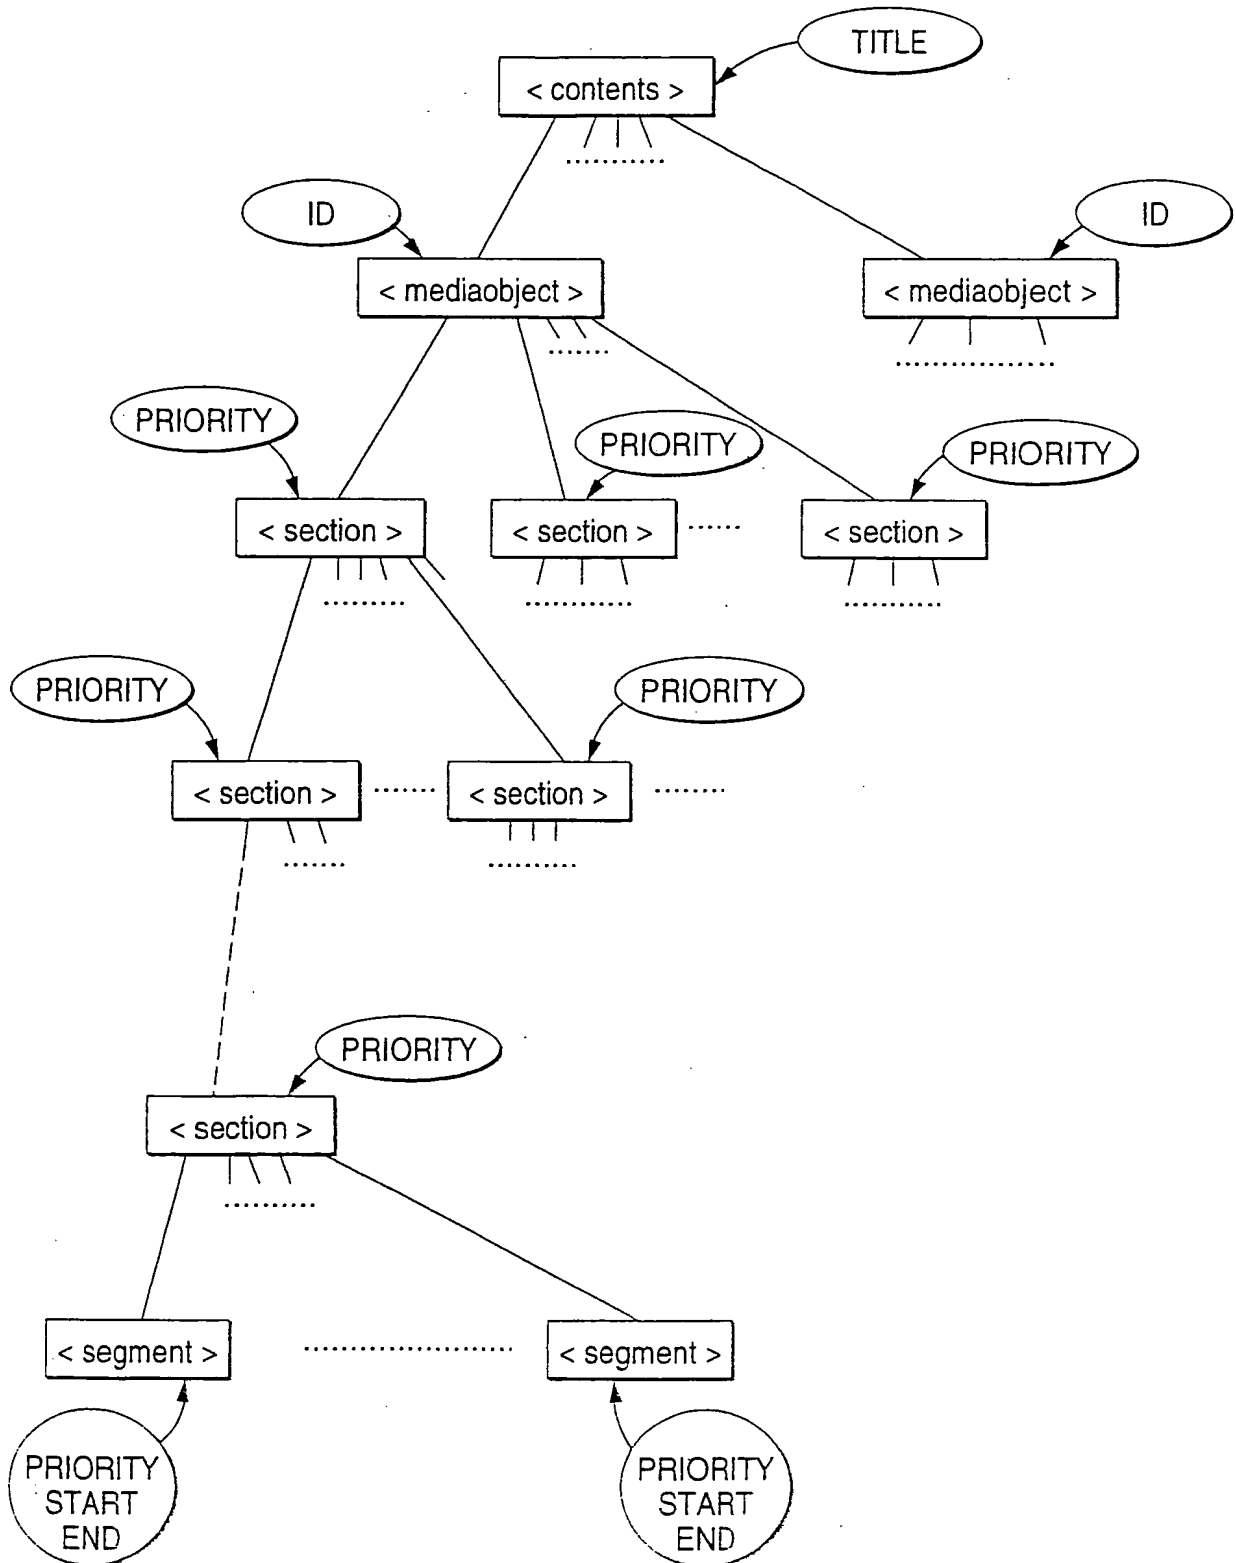 TITLE
< contents >
ID
ID
< mediaobject >
< mediaobject >
PRIORITY
PRIORITY
PRIORITY
< section >
< section >
< section >
PRIORITY
PRIORITY
< section >
< section >
PRIORITY
< section >
< segment >
< segment >
PRIORITY
START
END
PRIORITY
START
END